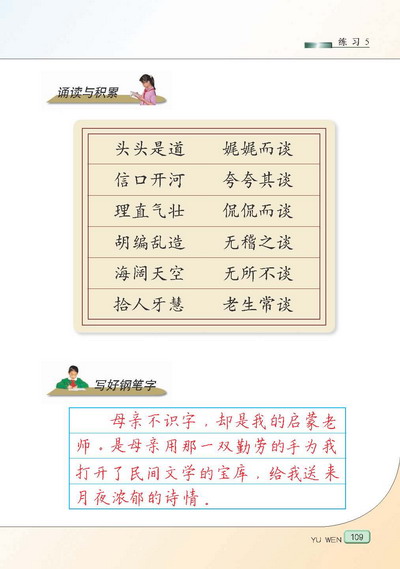 练习5
诵读与积累
头头是道 娓娓而谈
信口开河 夸夸其谈
理直气壮 侃侃而谈
胡编乱造 无稽之谈
海阔天空 无所不谈
拾人牙慧 老生常谈
写好钢笔字
母亲不识字，却是我的启蒙老
师。是母亲用那一双勤劳的手为我
打开了民间文学的宝库，给我送来
月夜浓郁的诗情。
YU WEN 109